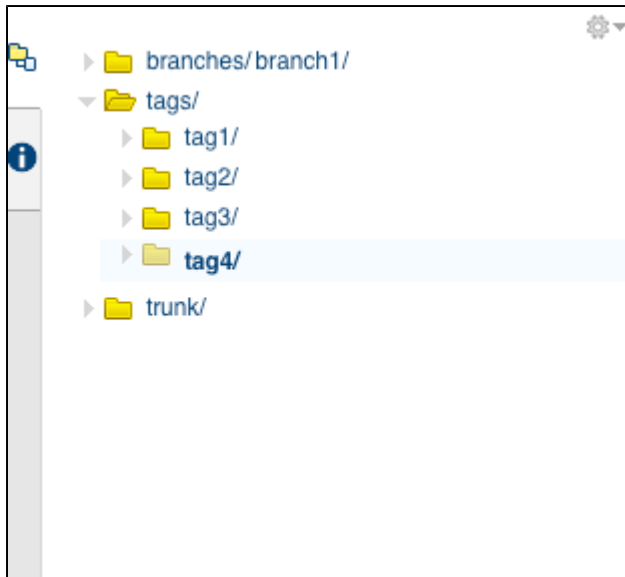 branches/branch1/
tags/
tag1/
tag2/
tag3/
tag4/
trunk/